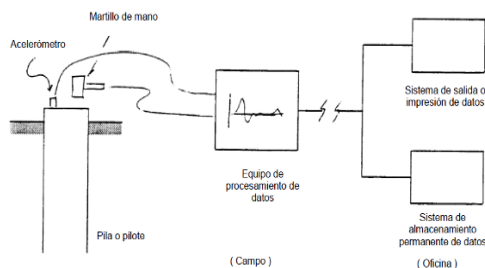 Martillo de mano
Acelerómetro
Sistema de salida o
impresión de datos
Equipo de
procesamiento de
datos
Pila o pilote
Sistema de
almacenamiento
permanente de datos
( Campo )
( Oficina )